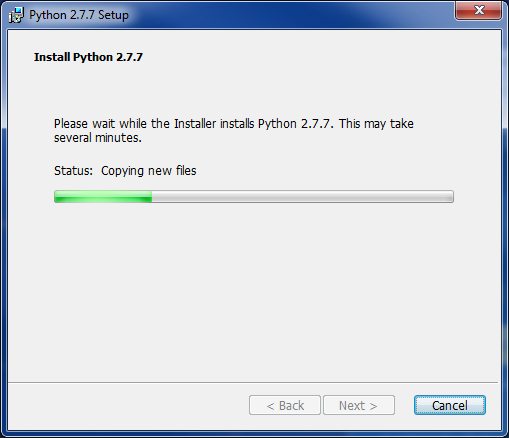 Python 2.7.7 Setup
Install Python 2.7.7
Please wait while the Installer installs Python 2.7.7. This may take
several minutes.
Status: Copying new files
< Back Next > Cancel